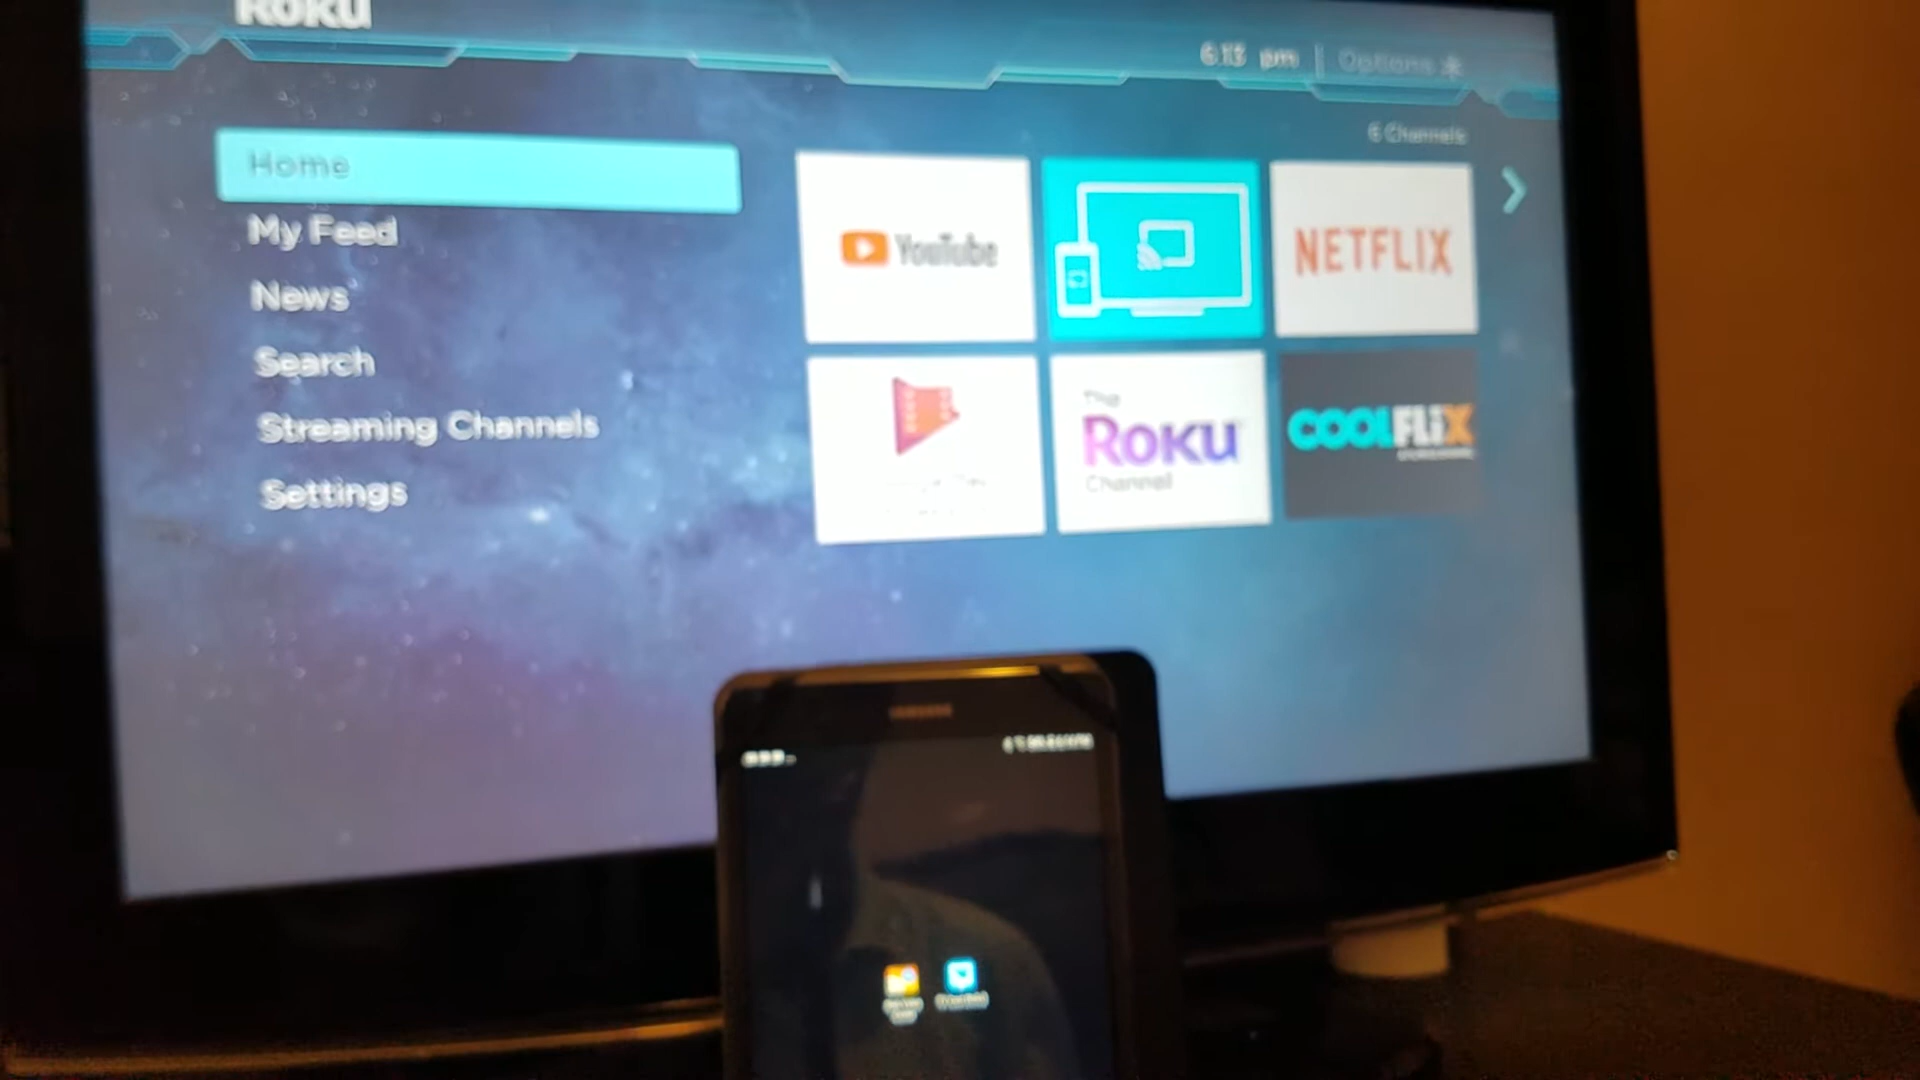 Roku
6:13 pm | Options
6 Channels
Home
My Feed
News
Search
Streaming Channels
Settings
YouTube
NETFLIX
The
Roku
Channel
COOLFLiX
SAMSUNG